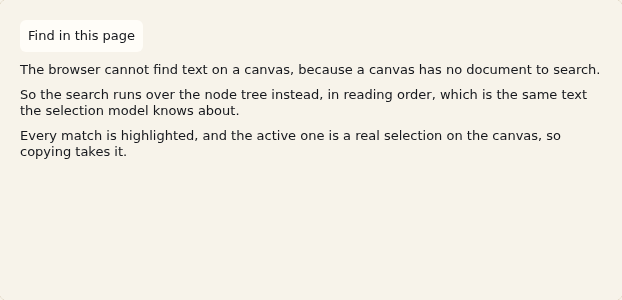 Find in this page
The browser cannot find text on a canvas, because a canvas has no document to search.
So the search runs over the node tree instead, in reading order, which is the same text
the selection model knows about.
Every match is highlighted, and the active one is a real selection on the canvas, so
copying takes it.